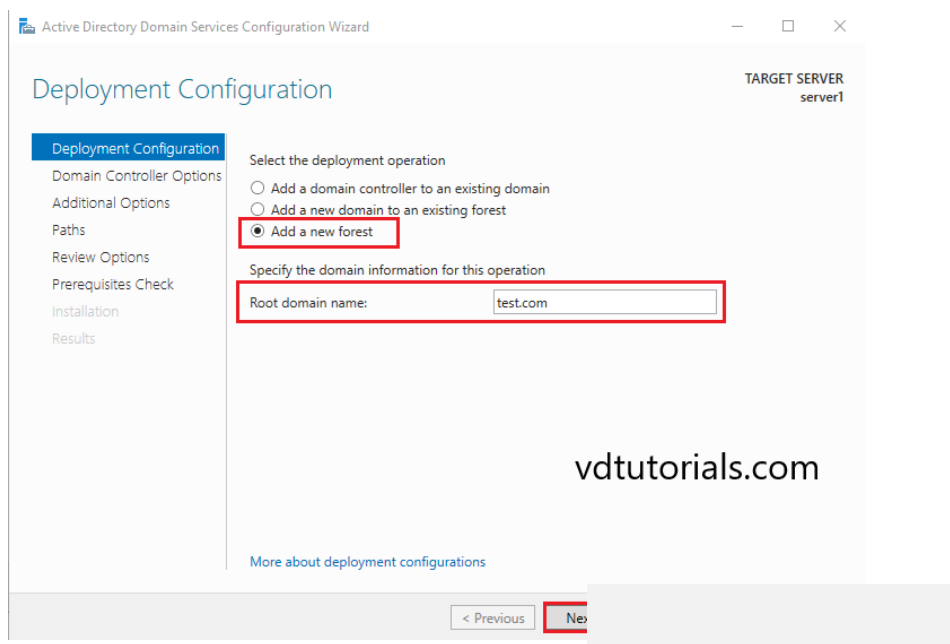 Active Directory Domain Services Configuration Wizard
Deployment Configuration
TARGET SERVER
server1
Deployment Configuration
Domain Controller Options
Additional Options
Paths
Review Options
Prerequisites Check
Installation
Results
Select the deployment operation
Add a domain controller to an existing domain
Add a new domain to an existing forest
Add a new forest
Specify the domain information for this operation
Root domain name: test.com
vdtutorials.com
More about deployment configurations
< Previous